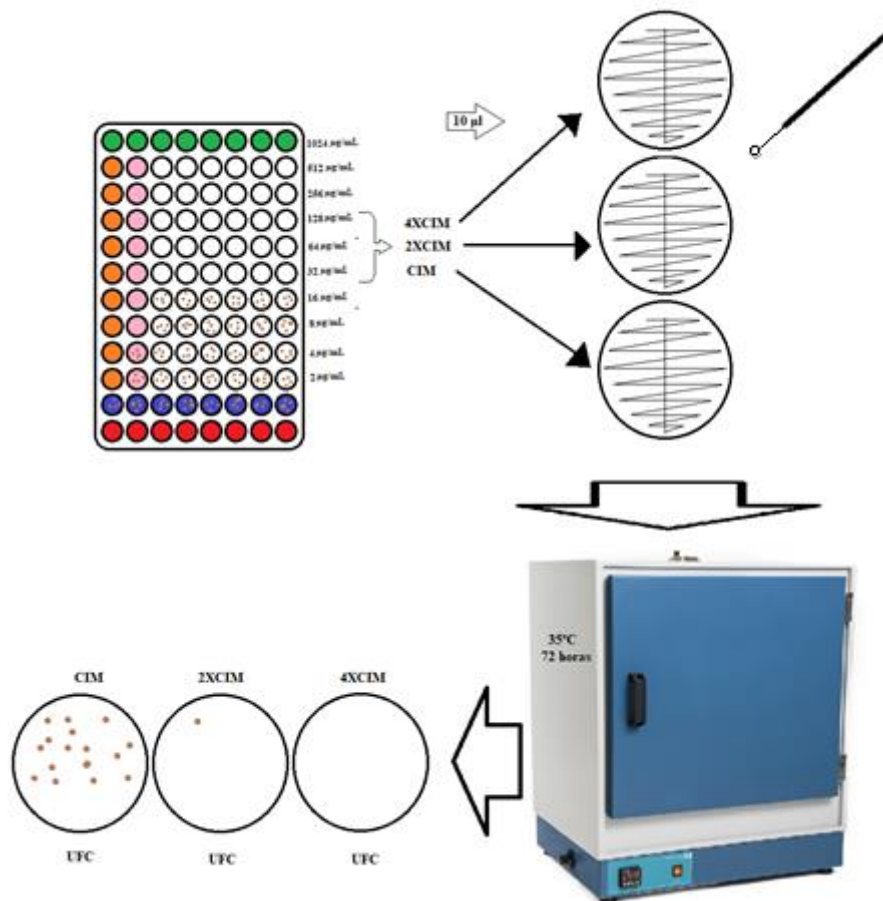 10 µl
1024 µg/mL
512 µg/mL
256 µg/mL
128 µg/mL
64 µg/mL
32 µg/mL
16 µg/mL
8 µg/mL
4 µg/mL
2 µg/mL
4XCIM
2XCIM
CIM
35ºC
72 horas
CIM 2XCIM 4XCIM
UFC UFC UFC